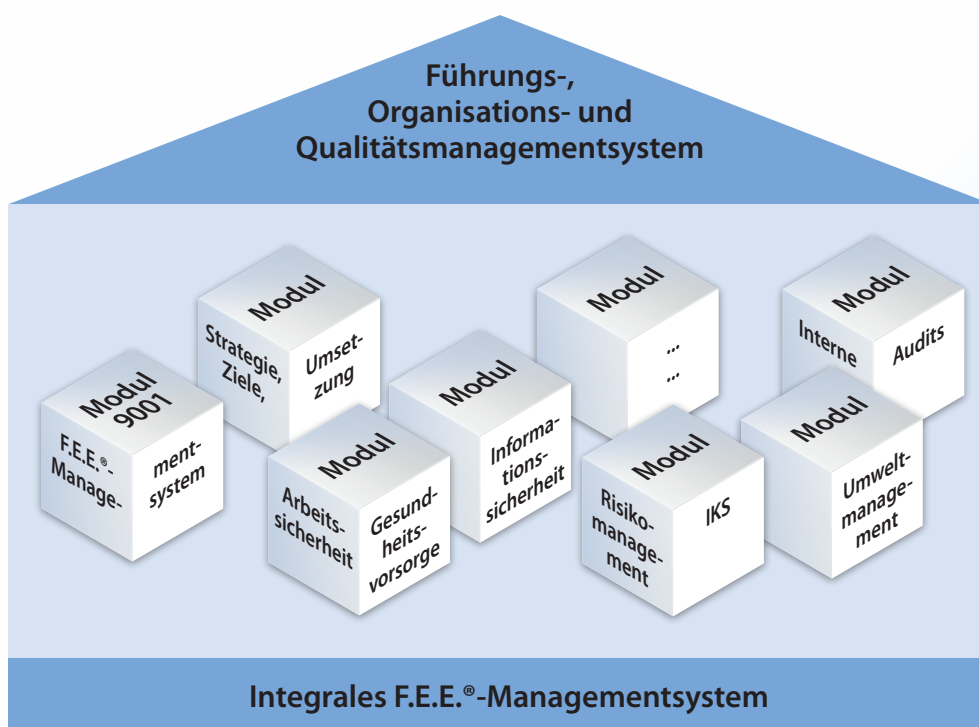 Führungs-,
Organisations- und
Qualitätsmanagementsystem
Modul
Strategie,
Ziele,
Umset-
zung
Modul
...
...
Modul
Interne
Audits
Modul
9001
F.E.E.®-
Manage-
ment-
system
Modul
Informa-
tions-
sicherheit
Modul
Arbeits-
sicherheit
Gesund-
heits-
vorsorge
Modul
Risiko-
manage-
ment
IKS
Modul
Umwelt-
manage-
ment
Integrales F.E.E.®-Managementsystem